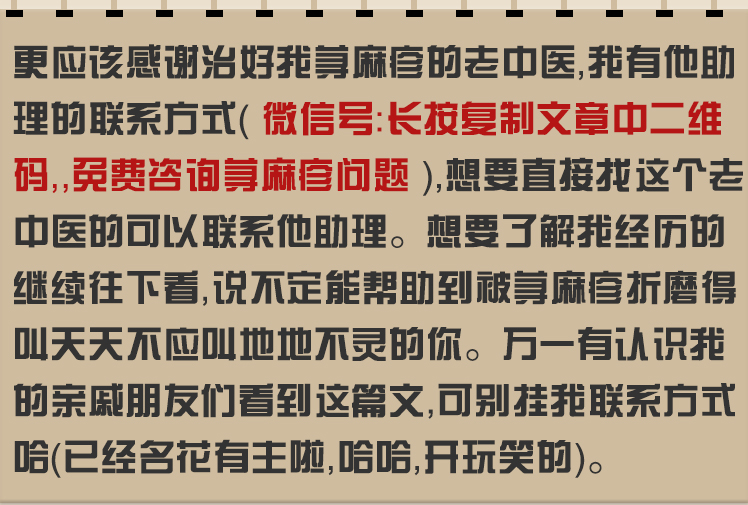 更应该感谢治好我荨麻疹的老中医,我有他助
理的联系方式( 微信号:长按复制文章中二维
码,,免费咨询荨麻疹问题 ),想要直接找这个老
中医的可以联系他助理。想要了解我经历的
继续往下看,说不定能帮助到被荨麻疹折磨得
叫天天不应叫地地不灵的你。万一有认识我
的亲戚朋友们看到这篇文,可别挂我联系方式
哈(已经名花有主啦,哈哈,开玩笑的)。